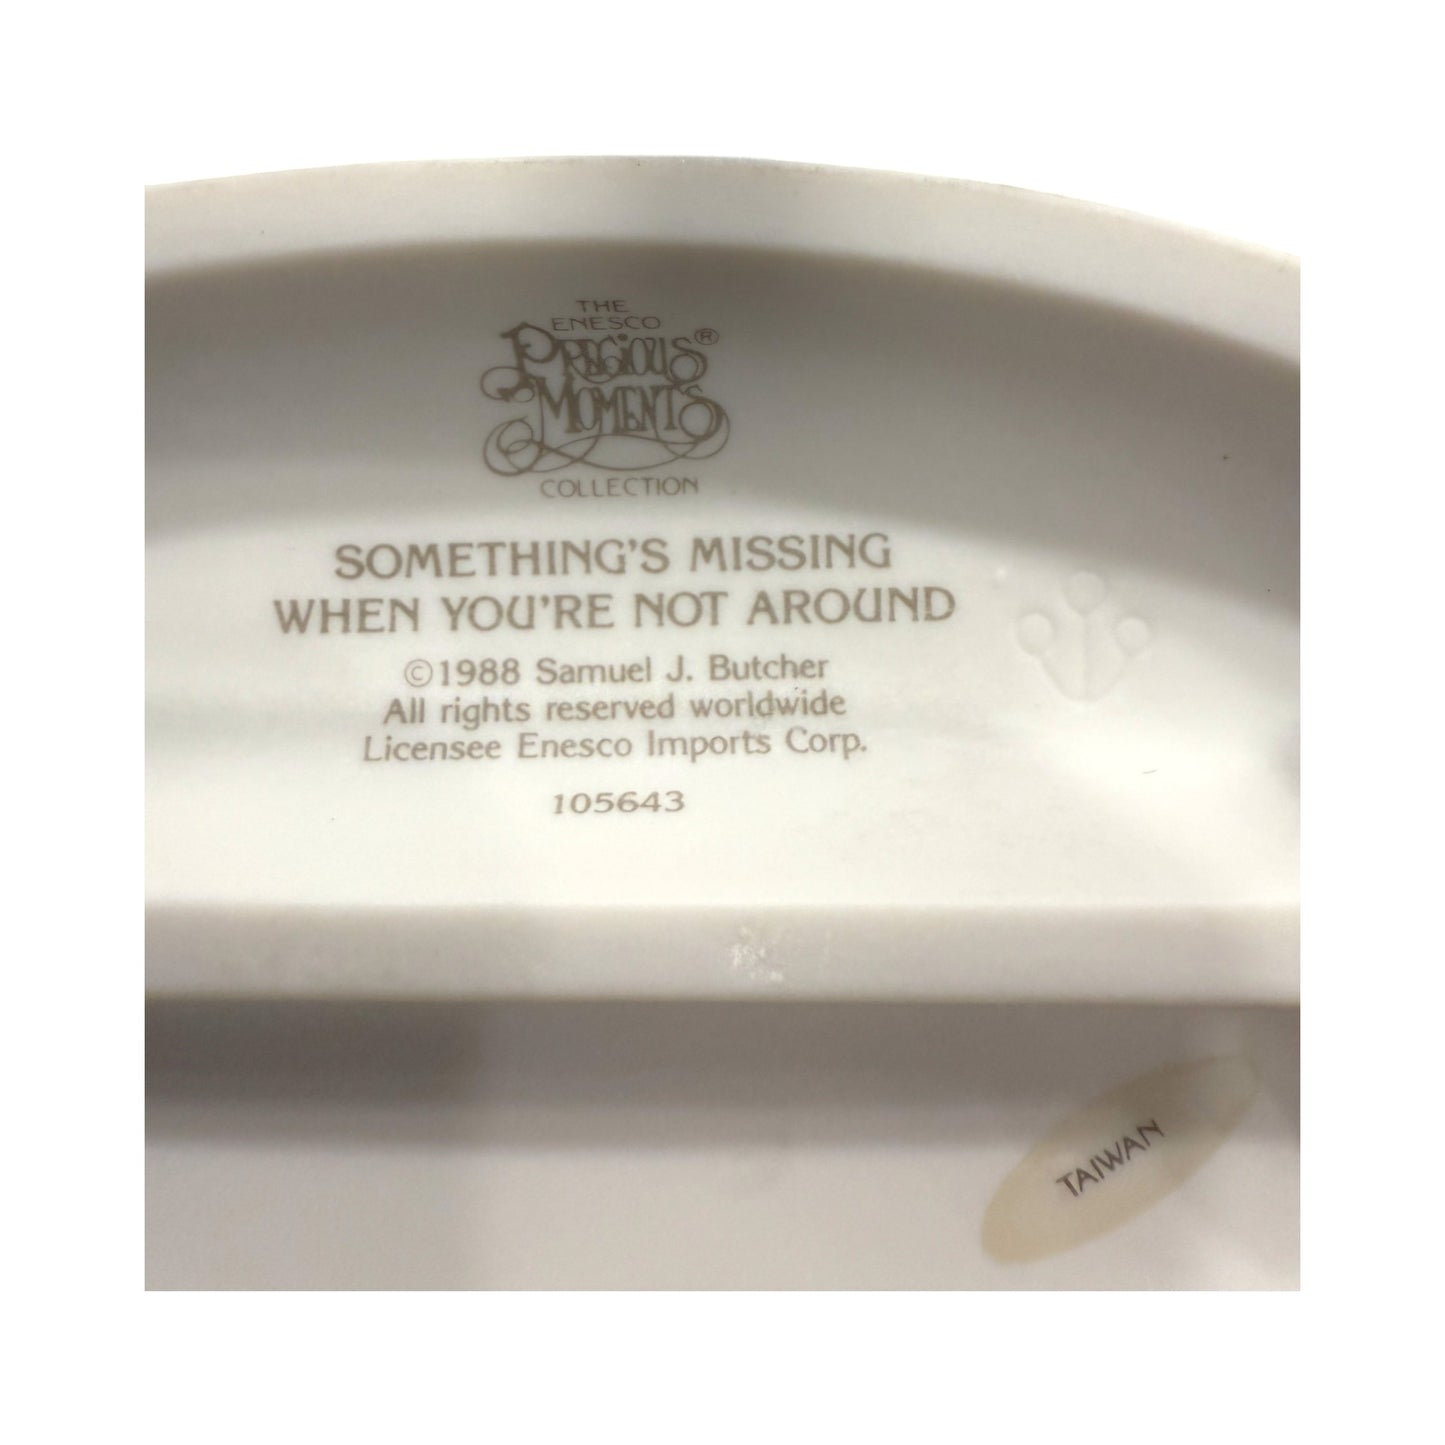 THE
ENESCO
PRECIOUS®
MOMENTS
COLLECTION
SOMETHING'S MISSING
WHEN YOU'RE NOT AROUND
©1988 Samuel J. Butcher
All rights reserved worldwide
Licensee Enesco Imports Corp.
105643
TAIWAN